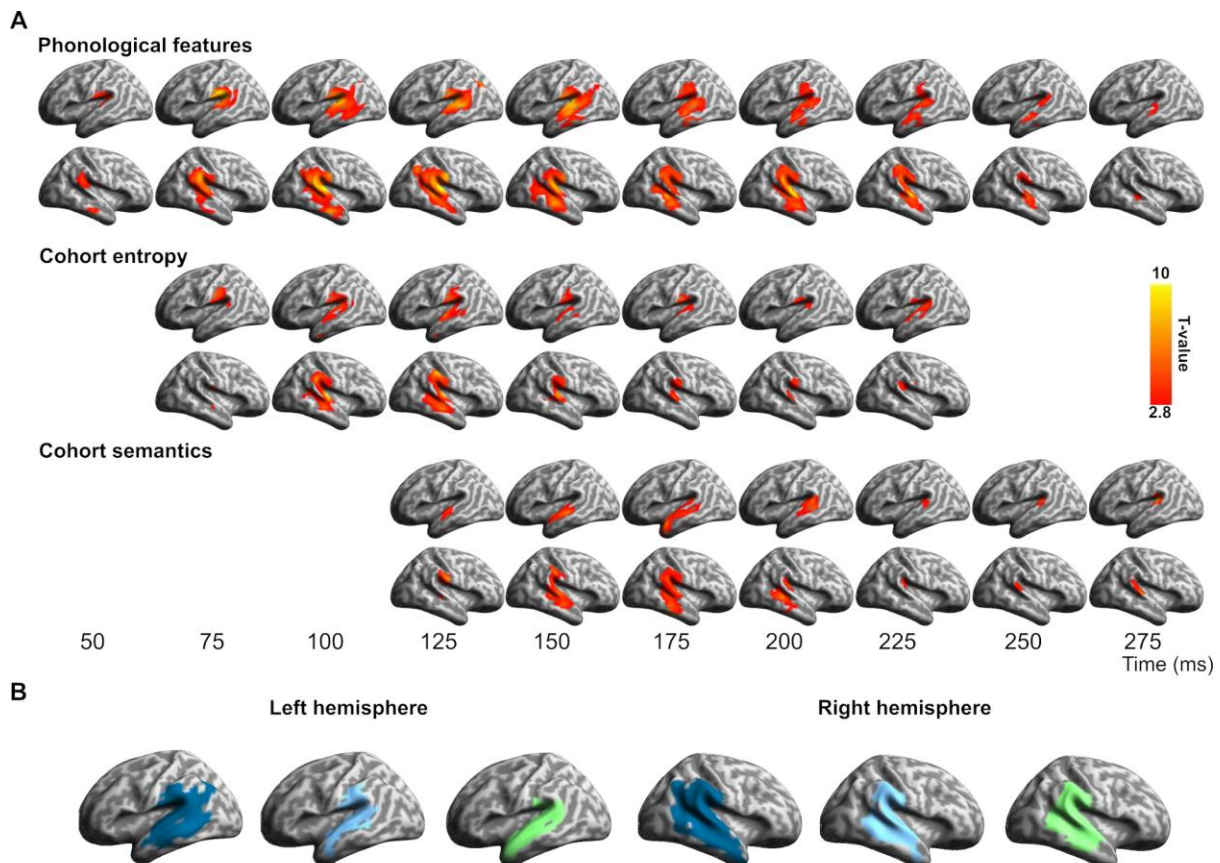 A
Phonological features
Cohort entropy
10
T-value
2.8
Cohort semantics
50 75 100 125 150 175 200 225 250 275
Time (ms)
B
Left hemisphere Right hemisphere